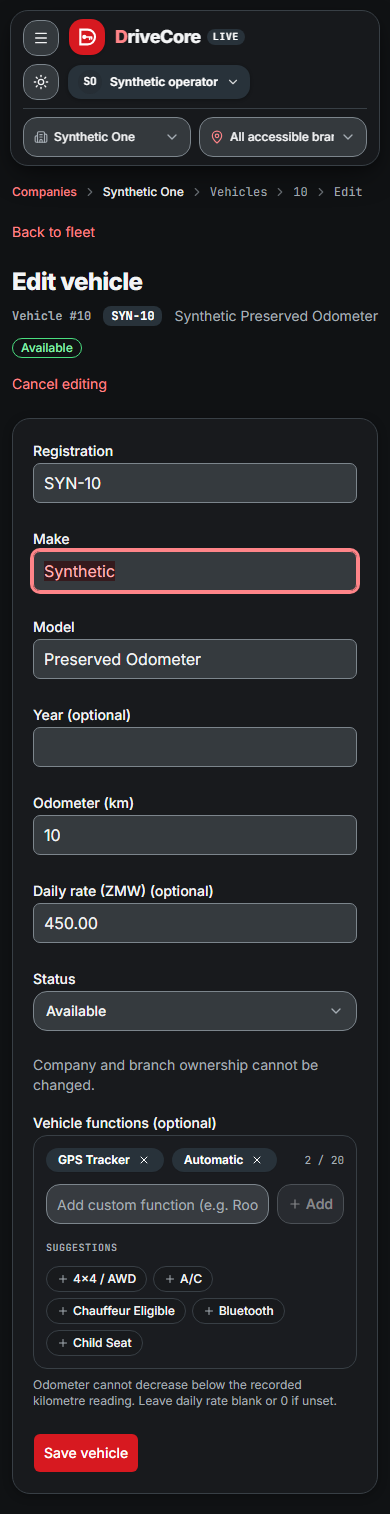 DriveCore LIVE
SO Synthetic operator
Synthetic One
All accessible brar
Companies > Synthetic One > Vehicles > 10 > Edit
Back to fleet
Edit vehicle
Vehicle #10 SYN-10 Synthetic Preserved Odometer
Available
Cancel editing
Registration
SYN-10
Make
Synthetic
Model
Preserved Odometer
Year (optional)
Odometer (km)
10
Daily rate (ZMW) (optional)
450.00
Status
Available
Company and branch ownership cannot be
changed.
Vehicle functions (optional)
GPS Tracker × Automatic × 2 / 20
Add custom function (e.g. Roo
+ Add
SUGGESTIONS
+ 4×4 / AWD + A/C
+ Chauffeur Eligible + Bluetooth
+ Child Seat
Odometer cannot decrease below the recorded
kilometre reading. Leave daily rate blank or 0 if unset.
Save vehicle